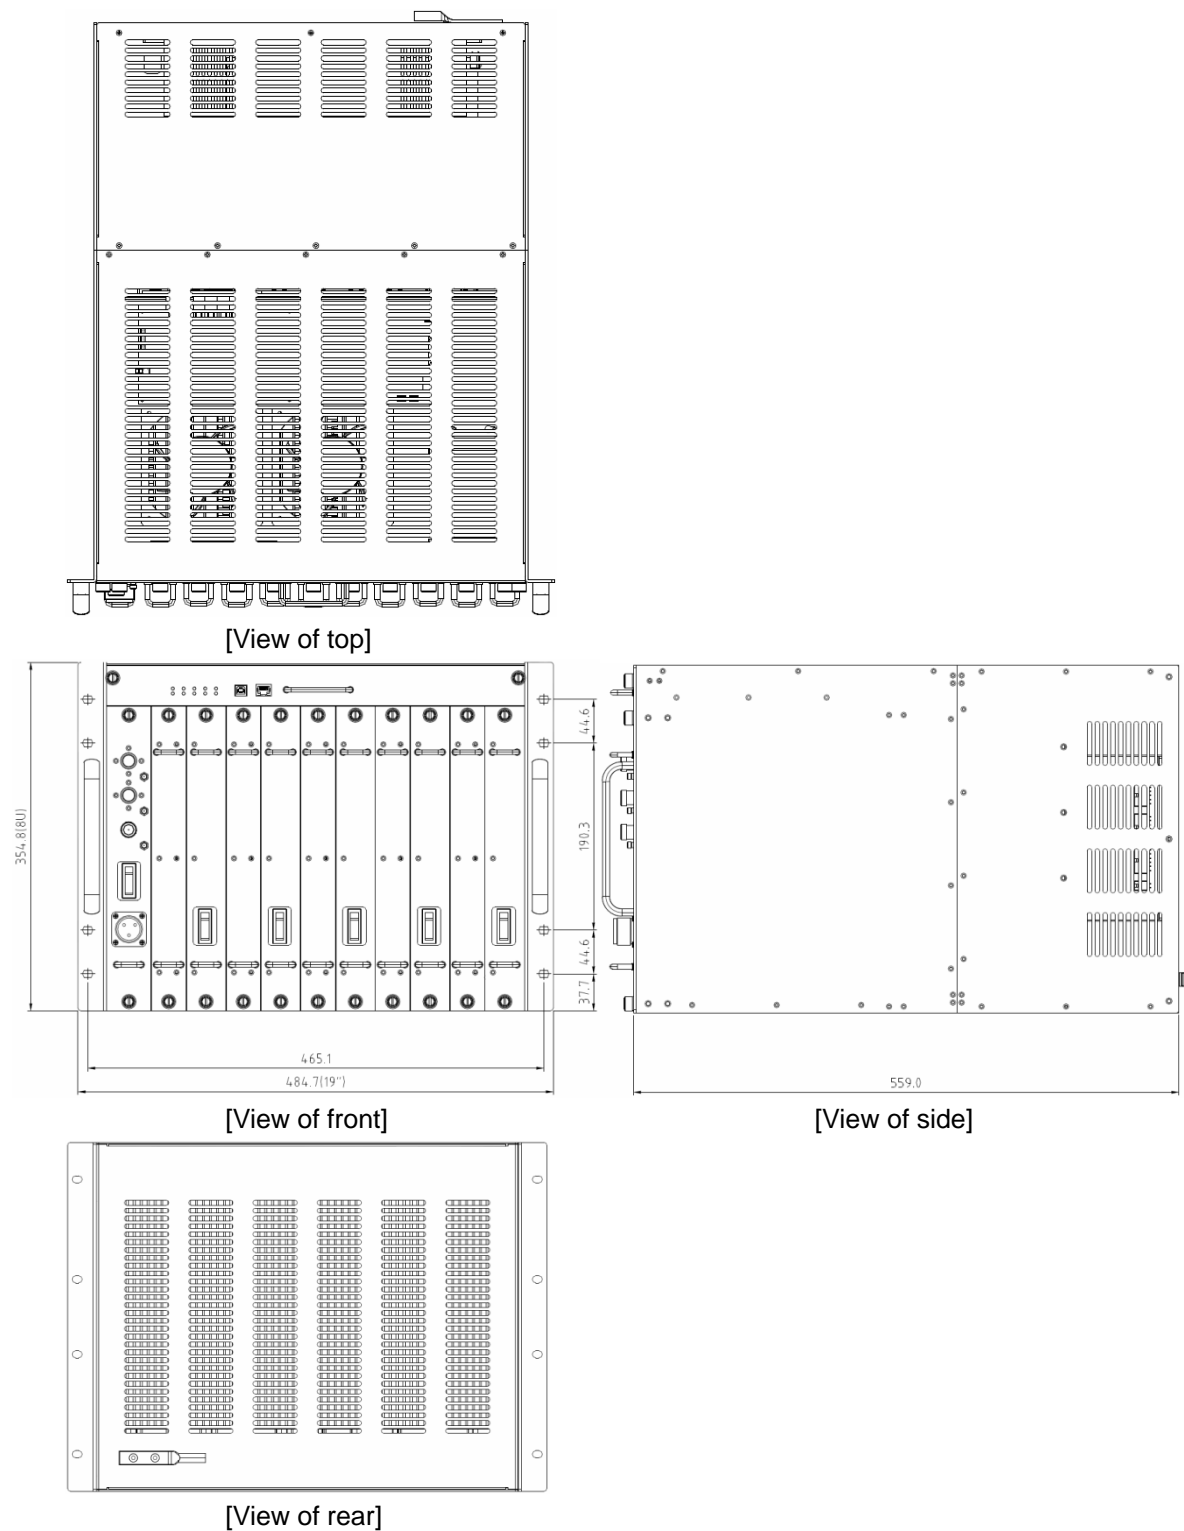 [View of top]
354.8(8U)
44.6
190.3
44.6
37.7
465.1
484.7(19")
559.0
[View of front]
[View of side]
[View of rear]